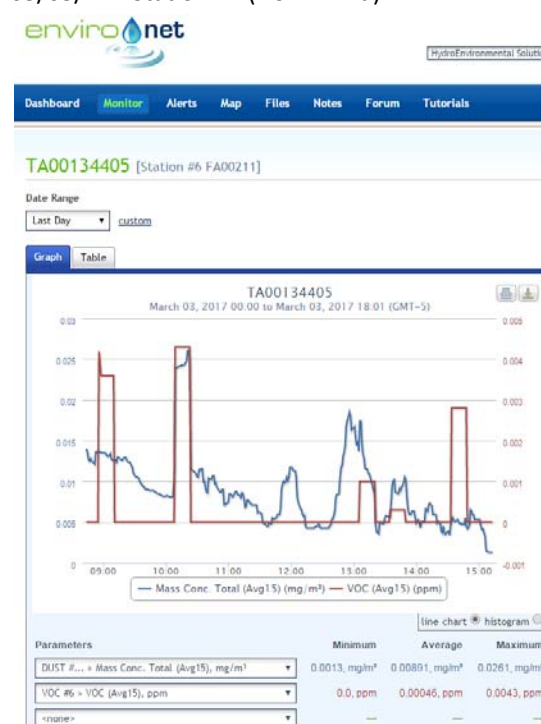 enviro net
HydroEnvironmental Solutio
Dashboard Monitor Alerts Map Files Notes Forum Tutorials
TA00134405 [Station #6 FA00211]
Date Range
Last Day custom
Graph Table
TA00134405
March 03, 2017 00:00 to March 03, 2017 18:01 (GMT-5)
0.03 0.005
0.025 0.004
0.02 0.003
0.015 0.002
0.01 0.001
0.005 0
0 -0.001
09:00 10:00 11:00 12:00 13:00 14:00 15:00
Mass Conc. Total (Avg15) (mg/m³) VOC (Avg15) (ppm)
line chart histogram
Parameters Minimum Average Maximum
DUST #... » Mass Conc. Total (Avg15), mg/m³ 0.0013, mg/m³ 0.00891, mg/m³ 0.0261, mg/m³
VOC #6 » VOC (Avg15), ppm 0.0, ppm 0.00046, ppm 0.0043, ppm
<none> — — —